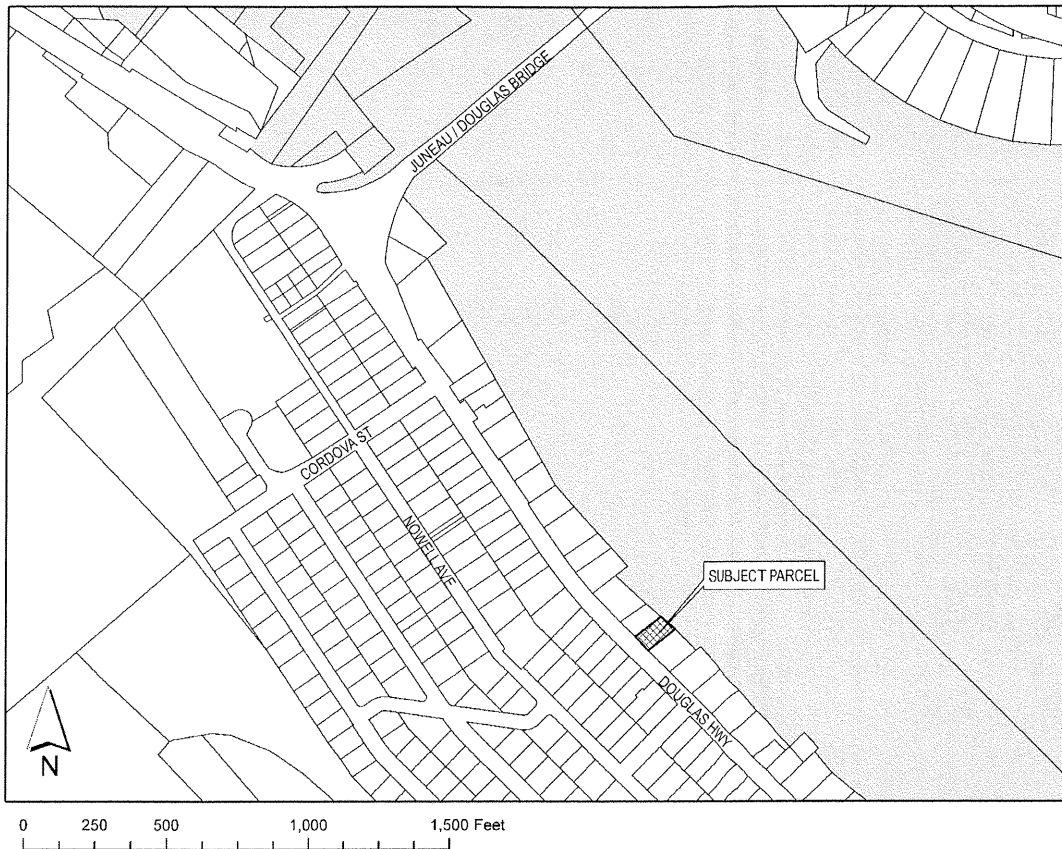 JUNEAU / DOUGLAS BRIDGE
CORDOVA ST
NOWELL AVE
SUBJECT PARCEL
DOUGLAS HWY
N
0 250 500 1,000 1,500 Feet